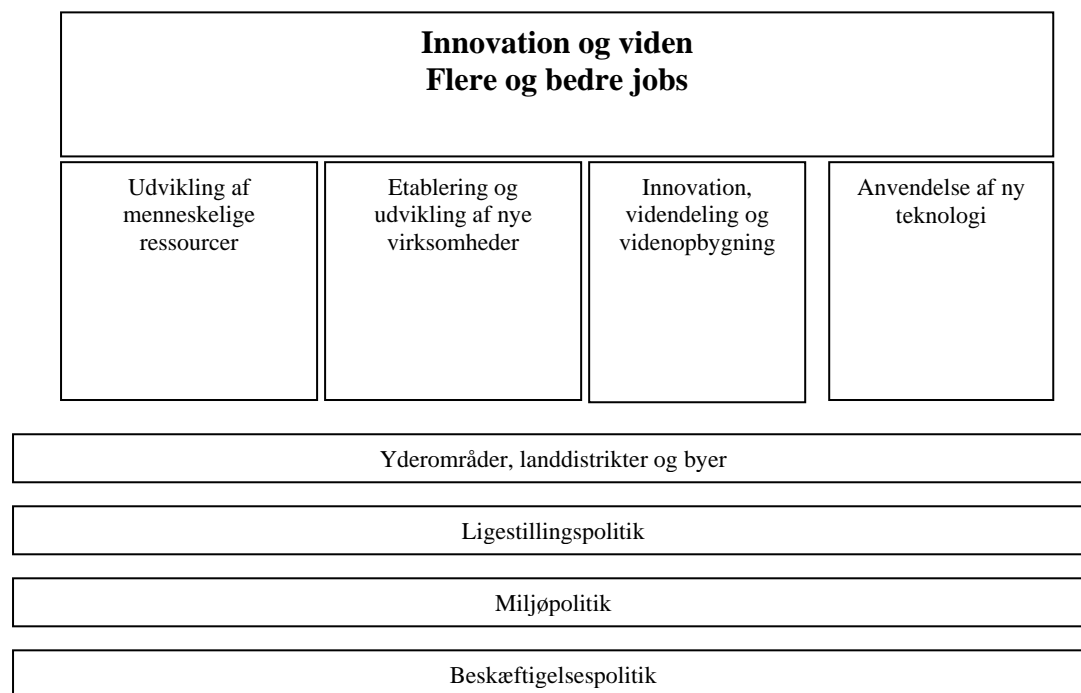 Innovation og viden
Flere og bedre jobs
Udvikling af
menneskelige
ressourcer
Etablering og
udvikling af nye
virksomheder
Innovation,
videndeling og
videnopbygning
Anvendelse af ny
teknologi
Yderområder, landdistrikter og byer
Ligestillingspolitik
Miljøpolitik
Beskæftigelsespolitik